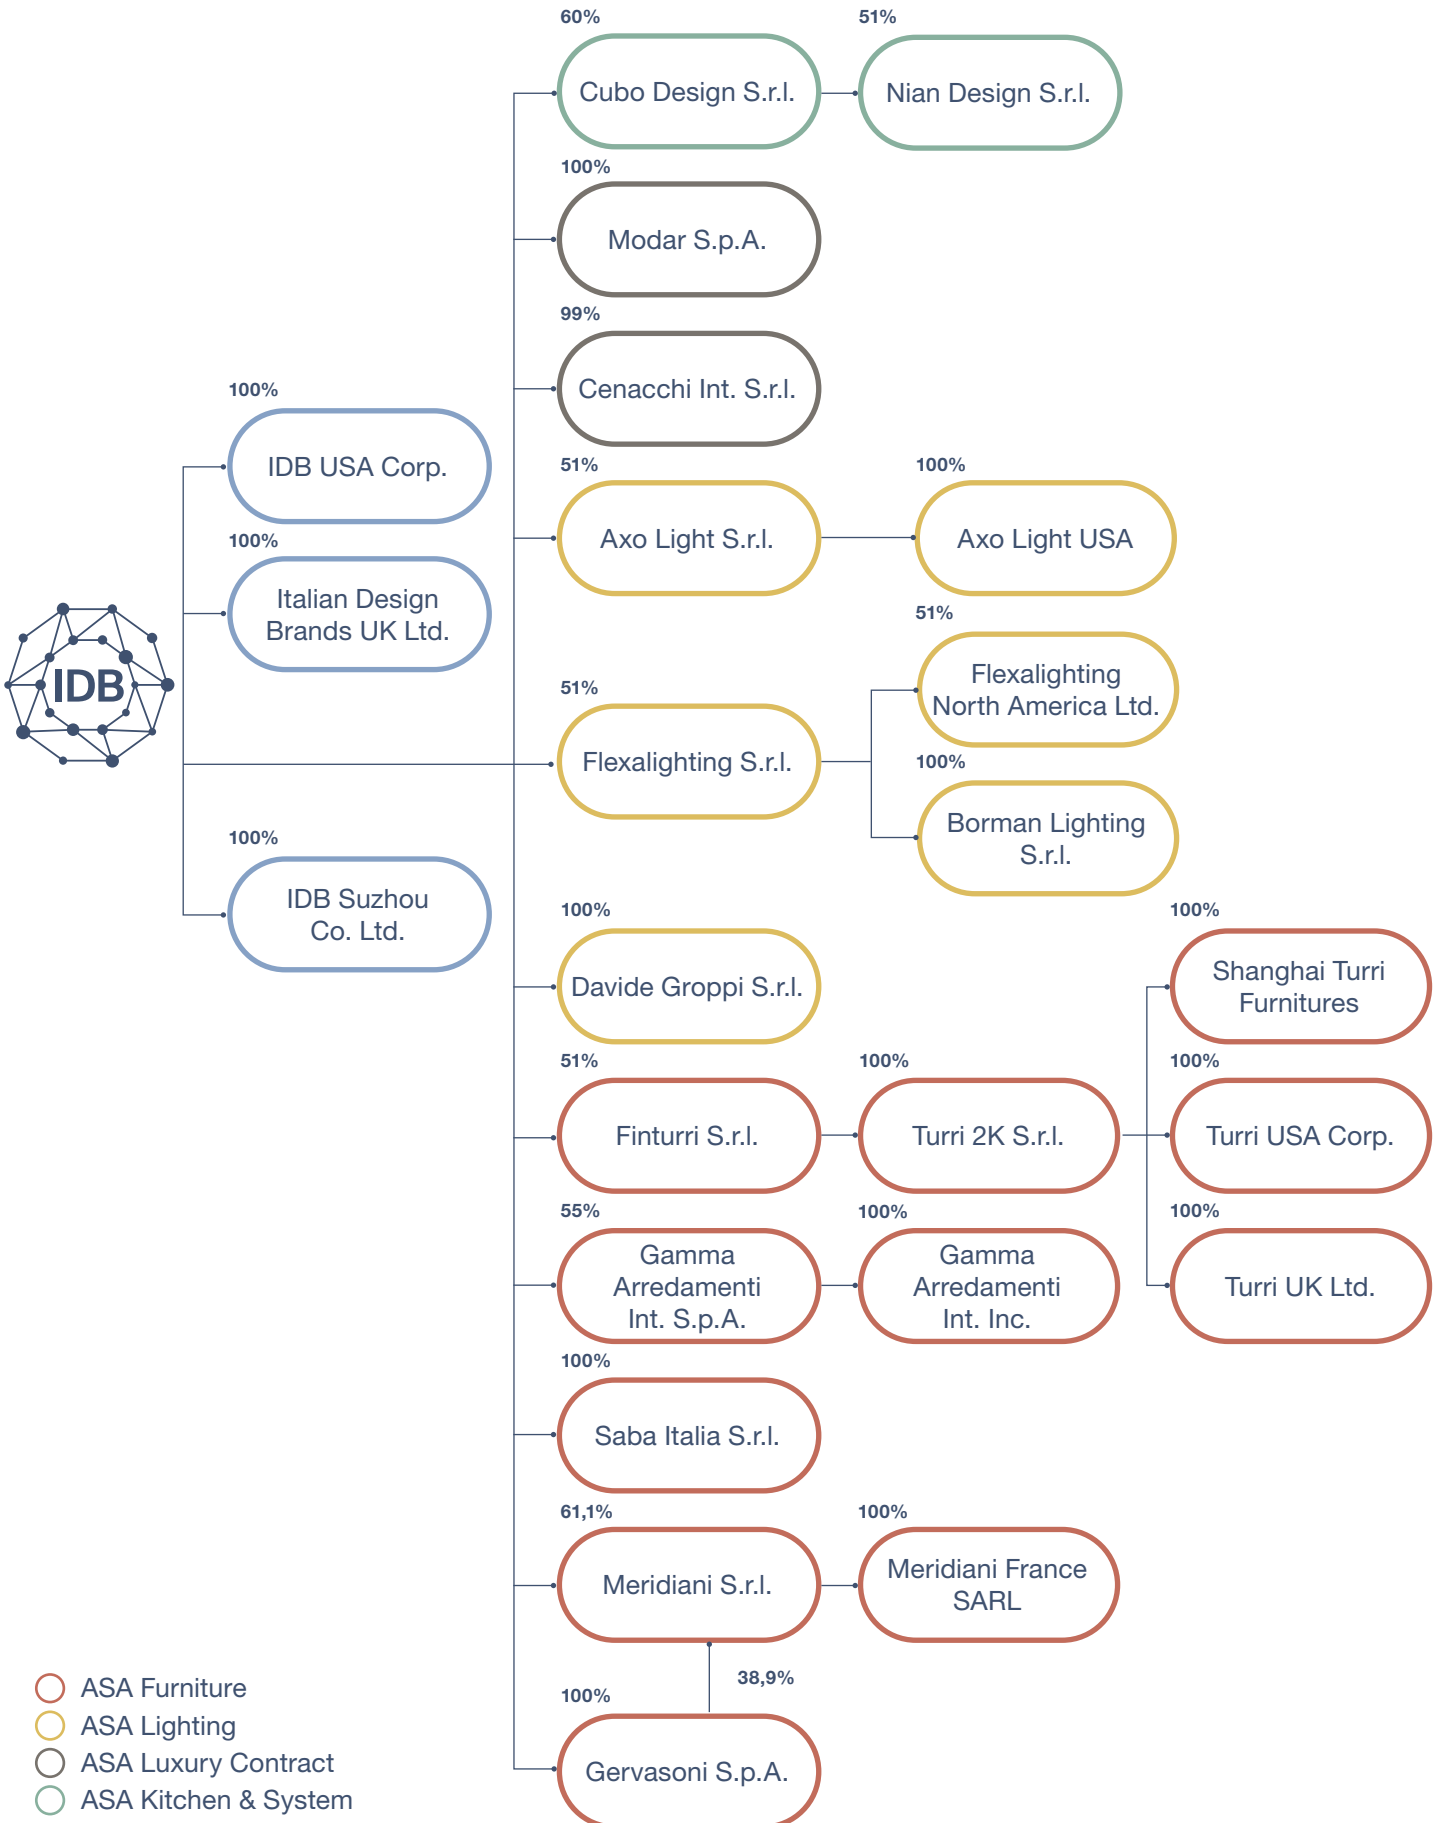 60%
Cubo Design S.r.l.
51%
Nian Design S.r.l.
100%
Modar S.p.A.
99%
Cenacchi Int. S.r.l.
100%
IDB USA Corp.
100%
Italian Design
Brands UK Ltd.
IDB
100%
IDB Suzhou
Co. Ltd.
51%
Axo Light S.r.l.
100%
Axo Light USA
51%
Flexalighting S.r.l.
51%
Flexalighting
North America Ltd.
100%
Borman Lighting
S.r.l.
100%
Davide Groppi S.r.l.
51%
Finturri S.r.l.
100%
Turri 2K S.r.l.
100%
Shanghai Turri
Furnitures
100%
Turri USA Corp.
100%
Turri UK Ltd.
55%
Gamma
Arredamenti
Int. S.p.A.
100%
Gamma
Arredamenti
Int. Inc.
100%
Saba Italia S.r.l.
61,1%
Meridiani S.r.l.
100%
Meridiani France
SARL
38,9%
100%
Gervasoni S.p.A.
ASA Furniture
ASA Lighting
ASA Luxury Contract
ASA Kitchen & System